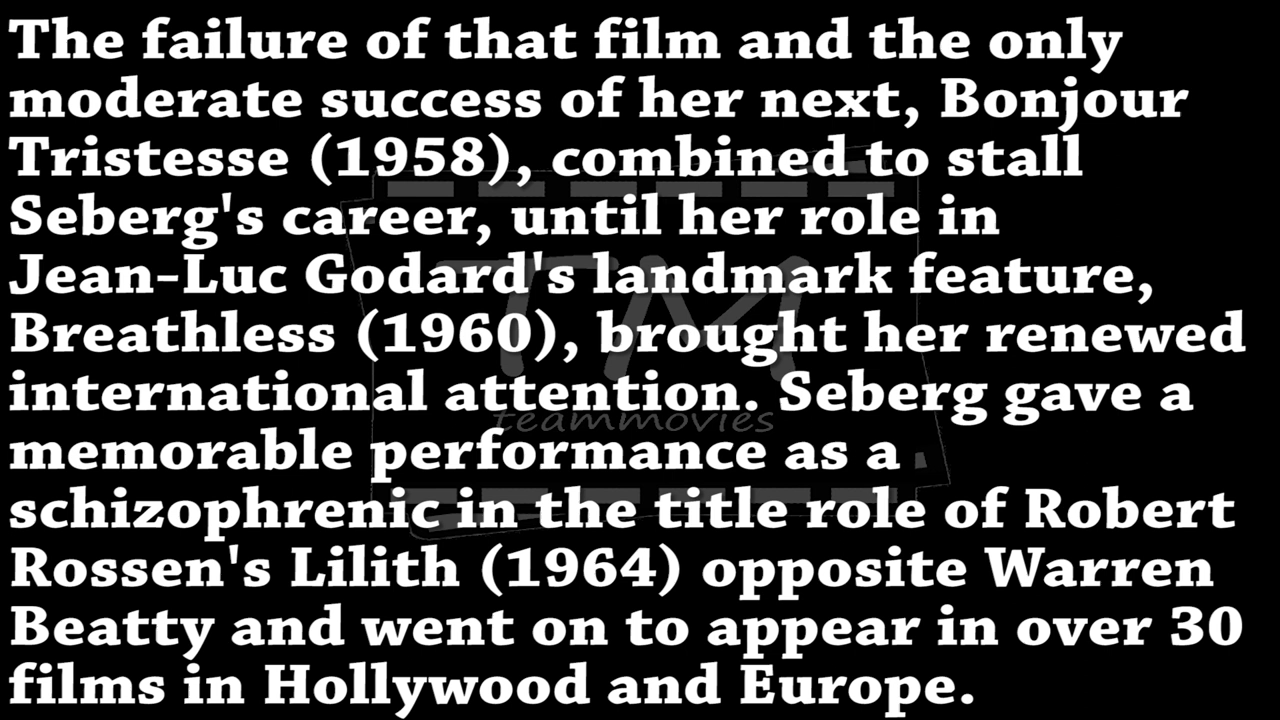 The failure of that film and the only
moderate success of her next, Bonjour
Tristesse (1958), combined to stall
Seberg's career, until her role in
Jean-Luc Godard's landmark feature,
Breathless (1960), brought her renewed
international attention. Seberg gave a
memorable performance as a
schizophrenic in the title role of Robert
Rossen's Lilith (1964) opposite Warren
Beatty and went on to appear in over 30
films in Hollywood and Europe.
TM
teammovies